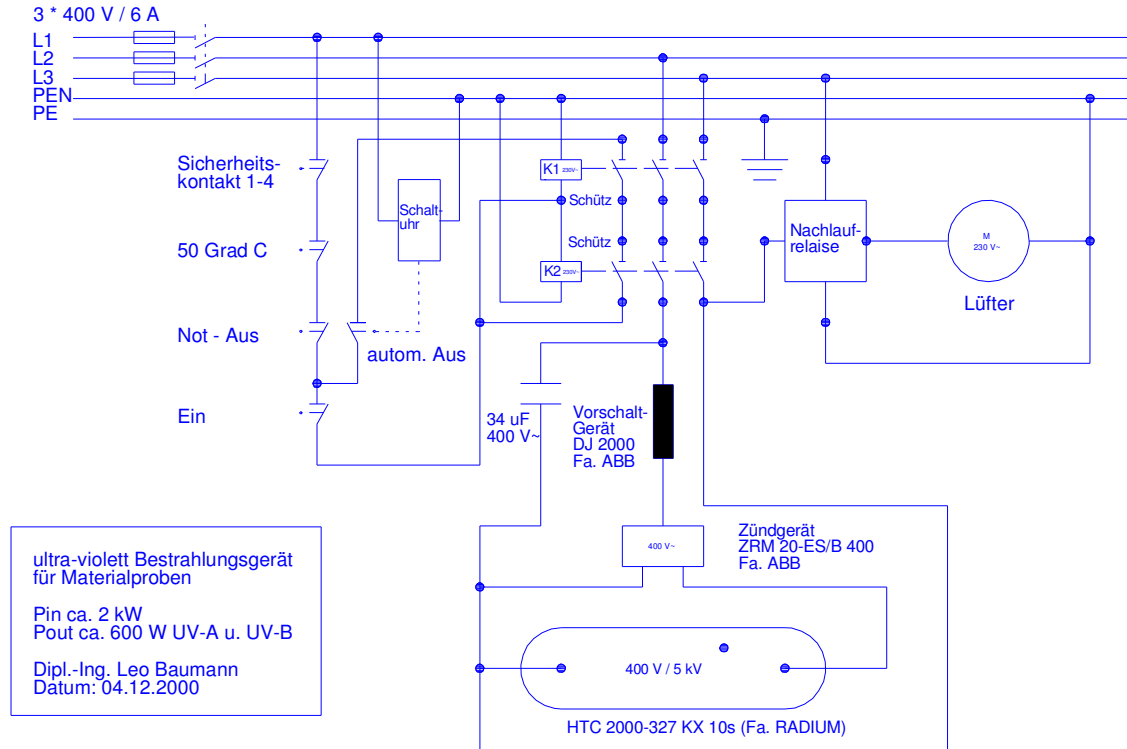 3 * 400 V / 6 A
L1
L2
L3
PEN
PE
Sicherheits-
kontakt 1-4
50 Grad C
Not - Aus
Ein
Schalt-
uhr
autom. Aus
K1 230V~
Schütz
Schütz
K2 230V~
Nachlauf-
relaise
M
230 V~
Lüfter
34 uF
400 V~
Vorschalt-
Gerät
DJ 2000
Fa. ABB
400 V~
Zündgerät
ZRM 20-ES/B 400
Fa. ABB
400 V / 5 kV
HTC 2000-327 KX 10s (Fa. RADIUM)
ultra-violett Bestrahlungsgerät
für Materialproben
Pin ca. 2 kW
Pout ca. 600 W UV-A u. UV-B
Dipl.-Ing. Leo Baumann
Datum: 04.12.2000